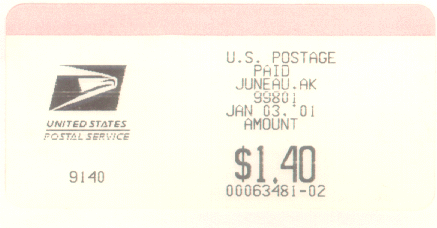 UNITED STATES
POSTAL SERVICE
9140
U.S. POSTAGE
PAID
JUNEAU.AK
99801
JAN 03.'01
AMOUNT
$1.40
00063481-02